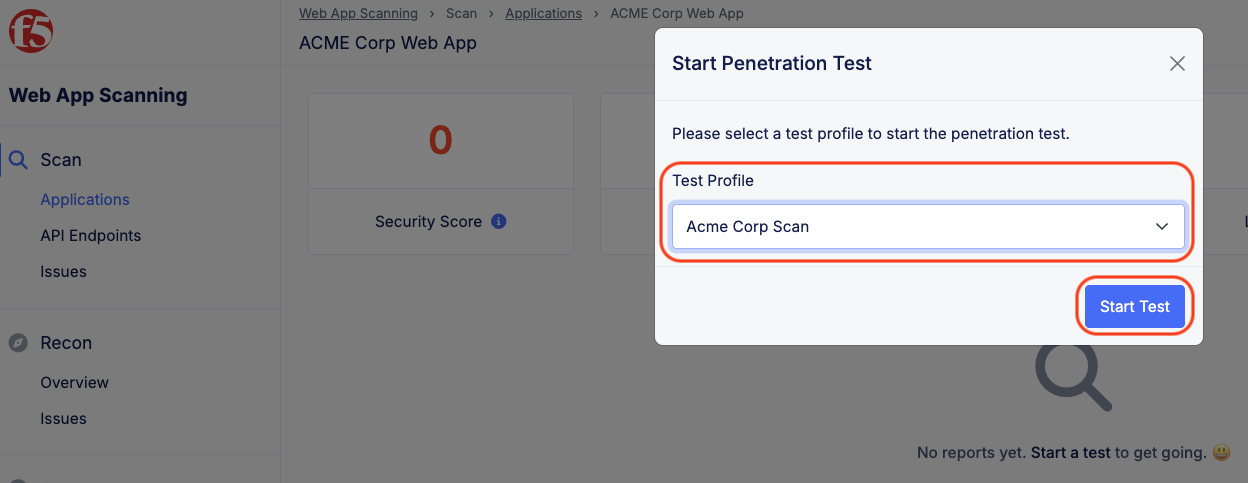 f5
Web App Scanning › Scan › Applications › ACME Corp Web App
ACME Corp Web App
Web App Scanning
Scan
Applications
API Endpoints
Issues
Recon
Overview
Issues
0
Security Score
Start Penetration Test
Please select a test profile to start the penetration test.
Test Profile
Acme Corp Scan
Start Test
No reports yet. Start a test to get going. 😃